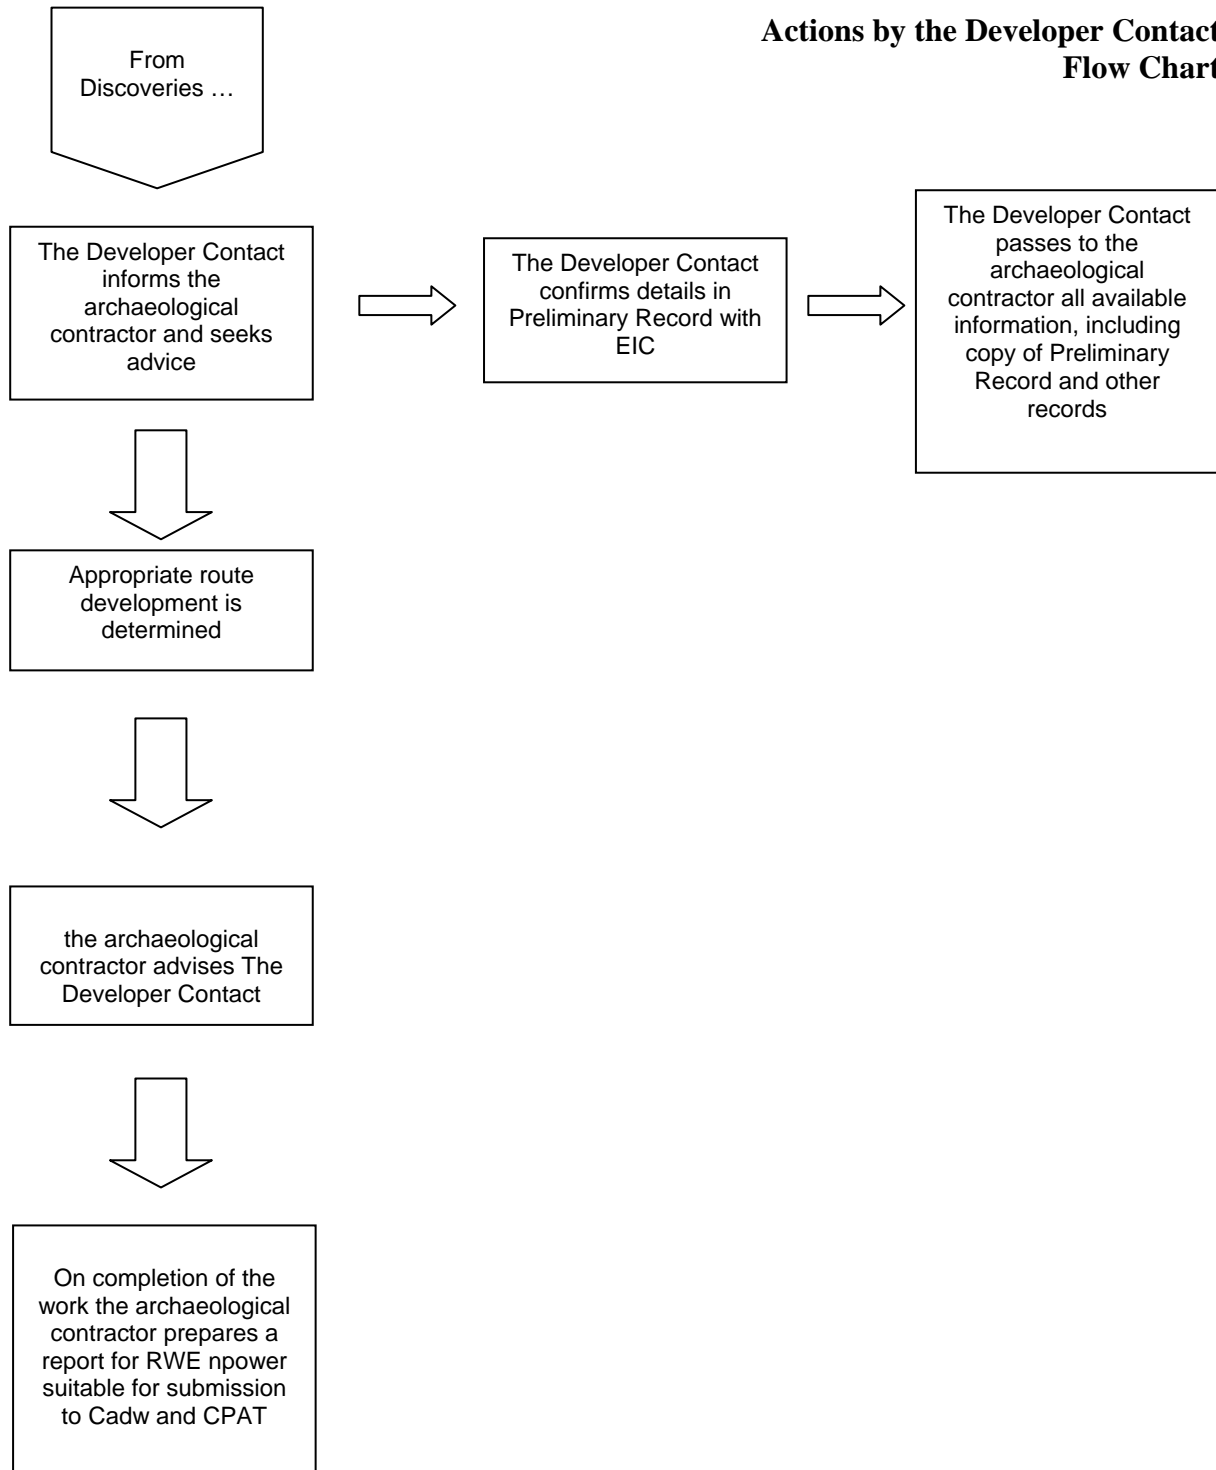 Actions by the Developer Contact
Flow Chart
From
Discoveries …
The Developer Contact
informs the
archaeological
contractor and seeks
advice
The Developer Contact
confirms details in
Preliminary Record with
EIC
The Developer Contact
passes to the
archaeological
contractor all available
information, including
copy of Preliminary
Record and other
records
Appropriate route
development is
determined
the archaeological
contractor advises The
Developer Contact
On completion of the
work the archaeological
contractor prepares a
report for RWE npower
suitable for submission
to Cadw and CPAT